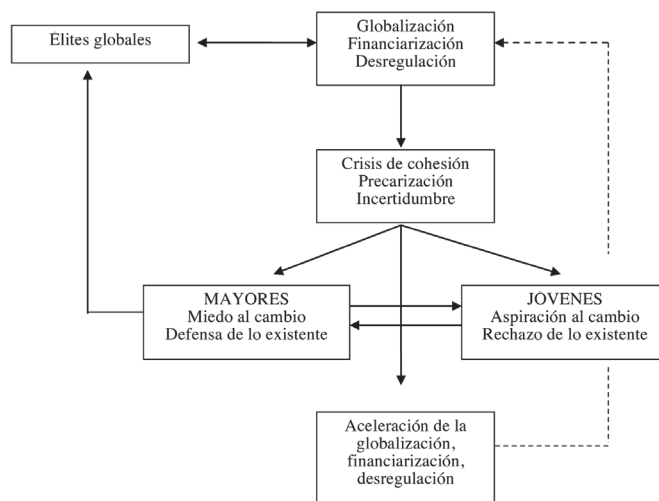 Élites globales
Globalización
Financiarización
Desregulación
Crisis de cohesión
Precarización
Incertidumbre
MAYORES
Miedo al cambio
Defensa de lo existente
JÓVENES
Aspiración al cambio
Rechazo de lo existente
Aceleración de la
globalización,
financiarización,
desregulación